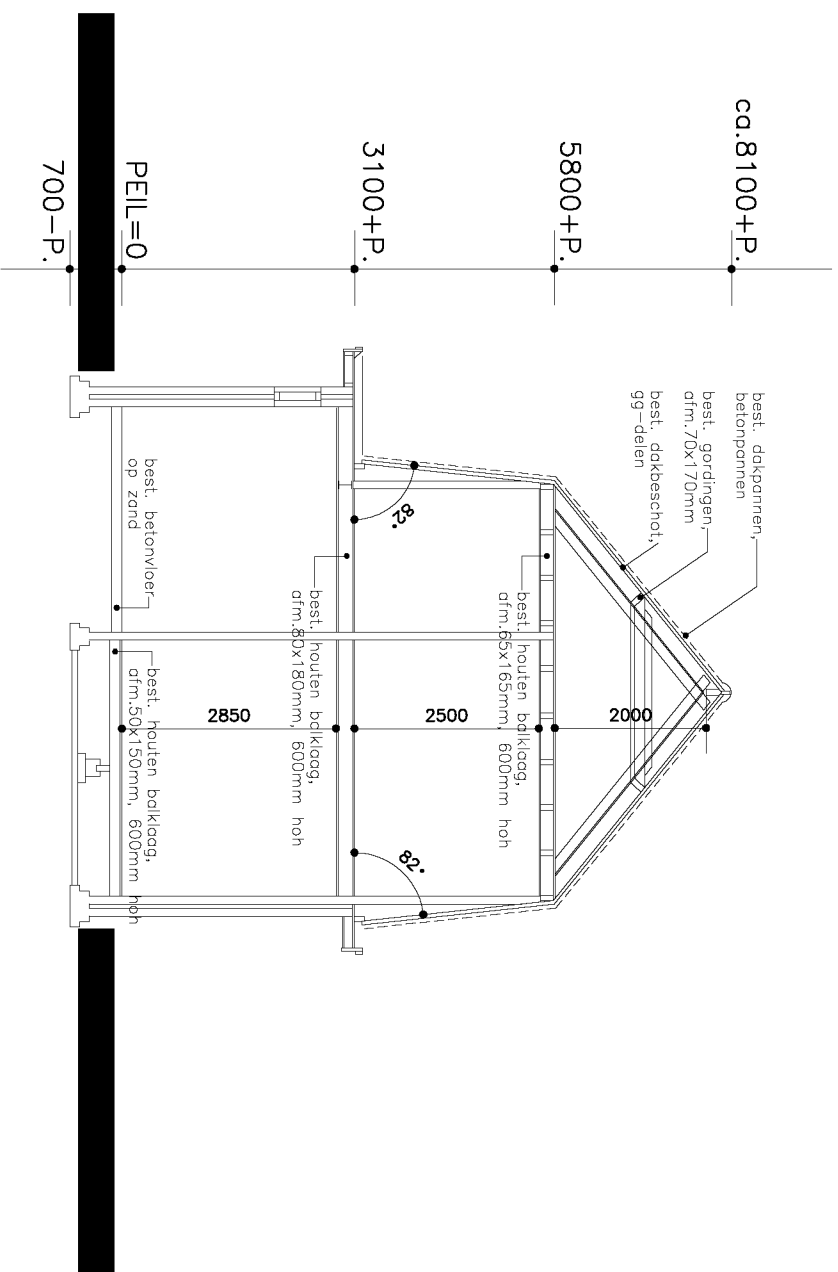 best. dakpannen,
betonpannen
best. gordingen,
afm.70x170mm
best. dakbeschot,
gg-delen
ca.8100+P.
5800+P.
3100+P.
PEIL=0
700-P.
2000
best. houten balklaag,
afm.65x165mm, 600mm hoh
2500
82°
82°
best. houten balklaag,
afm.80x180mm, 600mm hoh
2850
best. betonvloer
op zand
best. houten balklaag,
afm.50x150mm, 600mm hoh